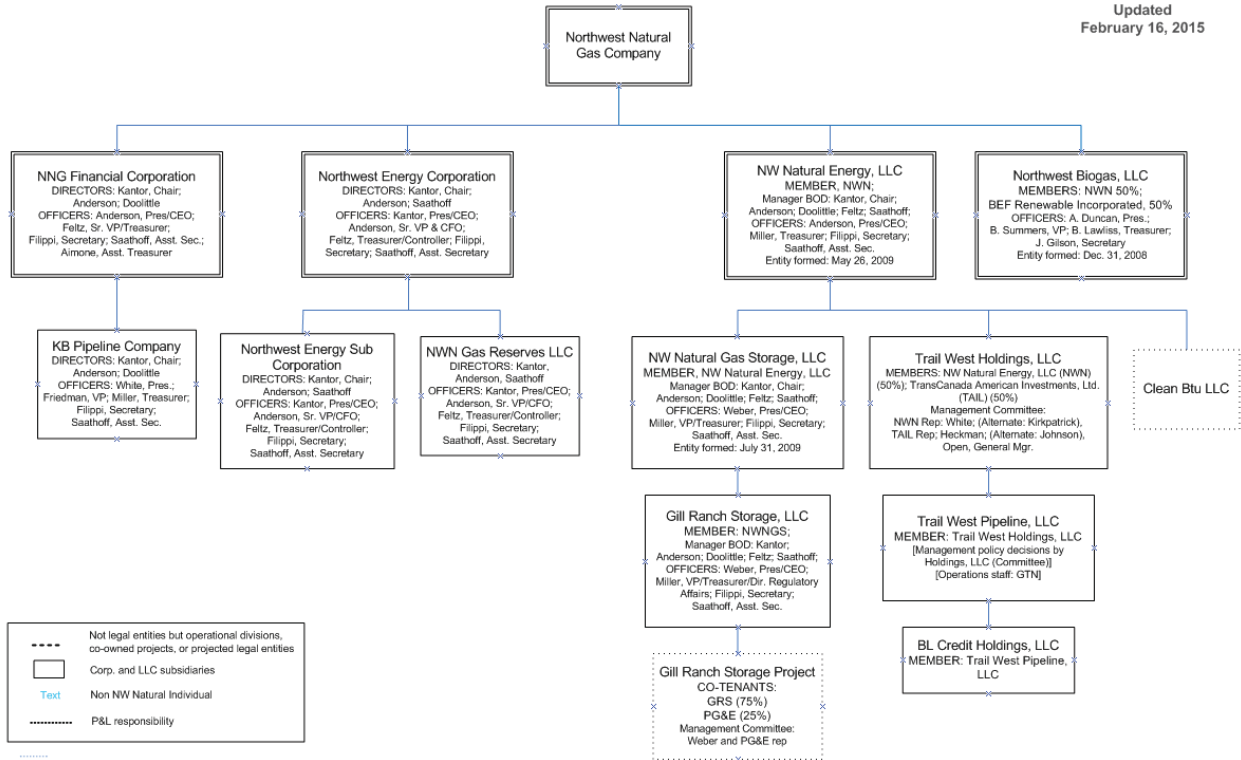 Updated
February 16, 2015
Northwest Natural
Gas Company
NNG Financial Corporation
DIRECTORS: Kantor, Chair;
Anderson; Doolittle
OFFICERS: Anderson, Pres/CEO;
Feltz, Sr. VP/Treasurer;
Filippi, Secretary; Saathoff, Asst. Sec.;
Aimone, Asst. Treasurer
Northwest Energy Corporation
DIRECTORS: Kantor, Chair;
Anderson; Saathoff
OFFICERS: Kantor, Pres/CEO;
Anderson, Sr. VP & CFO;
Feltz, Treasurer/Controller; Filippi,
Secretary; Saathoff, Asst. Secretary
NW Natural Energy, LLC
MEMBER, NWN;
Manager BOD: Kantor, Chair;
Anderson; Doolittle; Feltz; Saathoff;
OFFICERS: Anderson, Pres/CEO;
Miller, Treasurer; Filippi, Secretary;
Saathoff, Asst. Sec.
Entity formed: May 26, 2009
Northwest Biogas, LLC
MEMBERS: NWN 50%;
BEF Renewable Incorporated, 50%
OFFICERS: A. Duncan, Pres.;
B. Summers, VP; B. Lawliss, Treasurer;
J. Gilson, Secretary
Entity formed: Dec. 31, 2008
KB Pipeline Company
DIRECTORS: Kantor, Chair;
Anderson; Doolittle
OFFICERS: White, Pres.;
Friedman, VP; Miller, Treasurer;
Filippi, Secretary;
Saathoff, Asst. Sec.
Northwest Energy Sub
Corporation
DIRECTORS: Kantor, Chair;
Anderson; Saathoff
OFFICERS: Kantor, Pres/CEO;
Anderson, Sr. VP/CFO;
Feltz, Treasurer/Controller;
Filippi, Secretary;
Saathoff, Asst. Secretary
NWN Gas Reserves LLC
DIRECTORS: Kantor,
Anderson, Saathoff
OFFICERS: Kantor, Pres/CEO;
Anderson, Sr. VP/CFO;
Feltz, Treasurer/Controller;
Filippi, Secretary;
Saathoff, Asst. Secretary
NW Natural Gas Storage, LLC
MEMBER, NW Natural Energy, LLC
Manager BOD: Kantor, Chair;
Anderson; Doolittle; Feltz; Saathoff;
OFFICERS: Weber, Pres/CEO;
Miller, VP/Treasurer; Filippi, Secretary;
Saathoff, Asst. Sec.
Entity formed: July 31, 2009
Trail West Holdings, LLC
MEMBERS: NW Natural Energy, LLC (NWN)
(50%); TransCanada American Investments, Ltd.
(TAIL) (50%)
Management Committee:
NWN Rep: White; (Alternate: Kirkpatrick),
TAIL Rep; Heckman; (Alternate: Johnson),
Open, General Mgr.
Clean Btu LLC
Gill Ranch Storage, LLC
MEMBER: NWNGS;
Manager BOD: Kantor;
Anderson; Doolittle; Feltz; Saathoff;
OFFICERS: Weber, Pres/CEO;
Miller, VP/Treasurer/Dir. Regulatory
Affairs; Filippi, Secretary;
Saathoff, Asst. Sec.
Trail West Pipeline, LLC
MEMBER: Trail West Holdings, LLC
[Management policy decisions by
Holdings, LLC (Committee)]
[Operations staff: GTN]
BL Credit Holdings, LLC
MEMBER: Trail West Pipeline,
LLC
Gill Ranch Storage Project
CO-TENANTS:
GRS (75%)
PG&E (25%)
Management Committee:
Weber and PG&E rep
Not legal entities but operational divisions,
co-owned projects, or projected legal entities
Corp. and LLC subsidiaries
Text Non NW Natural Individual
P&L responsibility